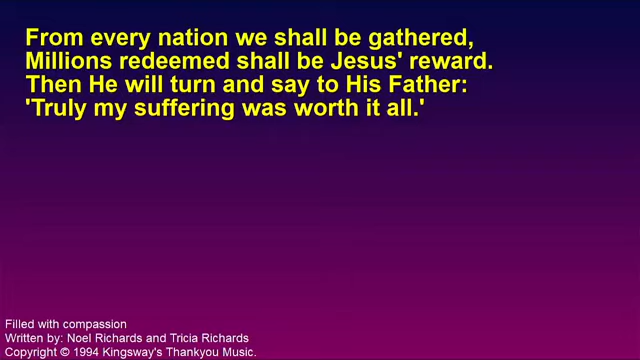 From every nation we shall be gathered,
Millions redeemed shall be Jesus' reward.
Then He will turn and say to His Father:
'Truly my suffering was worth it all.'
Filled with compassion
Written by: Noel Richards and Tricia Richards
Copyright © 1994 Kingsway's Thankyou Music.